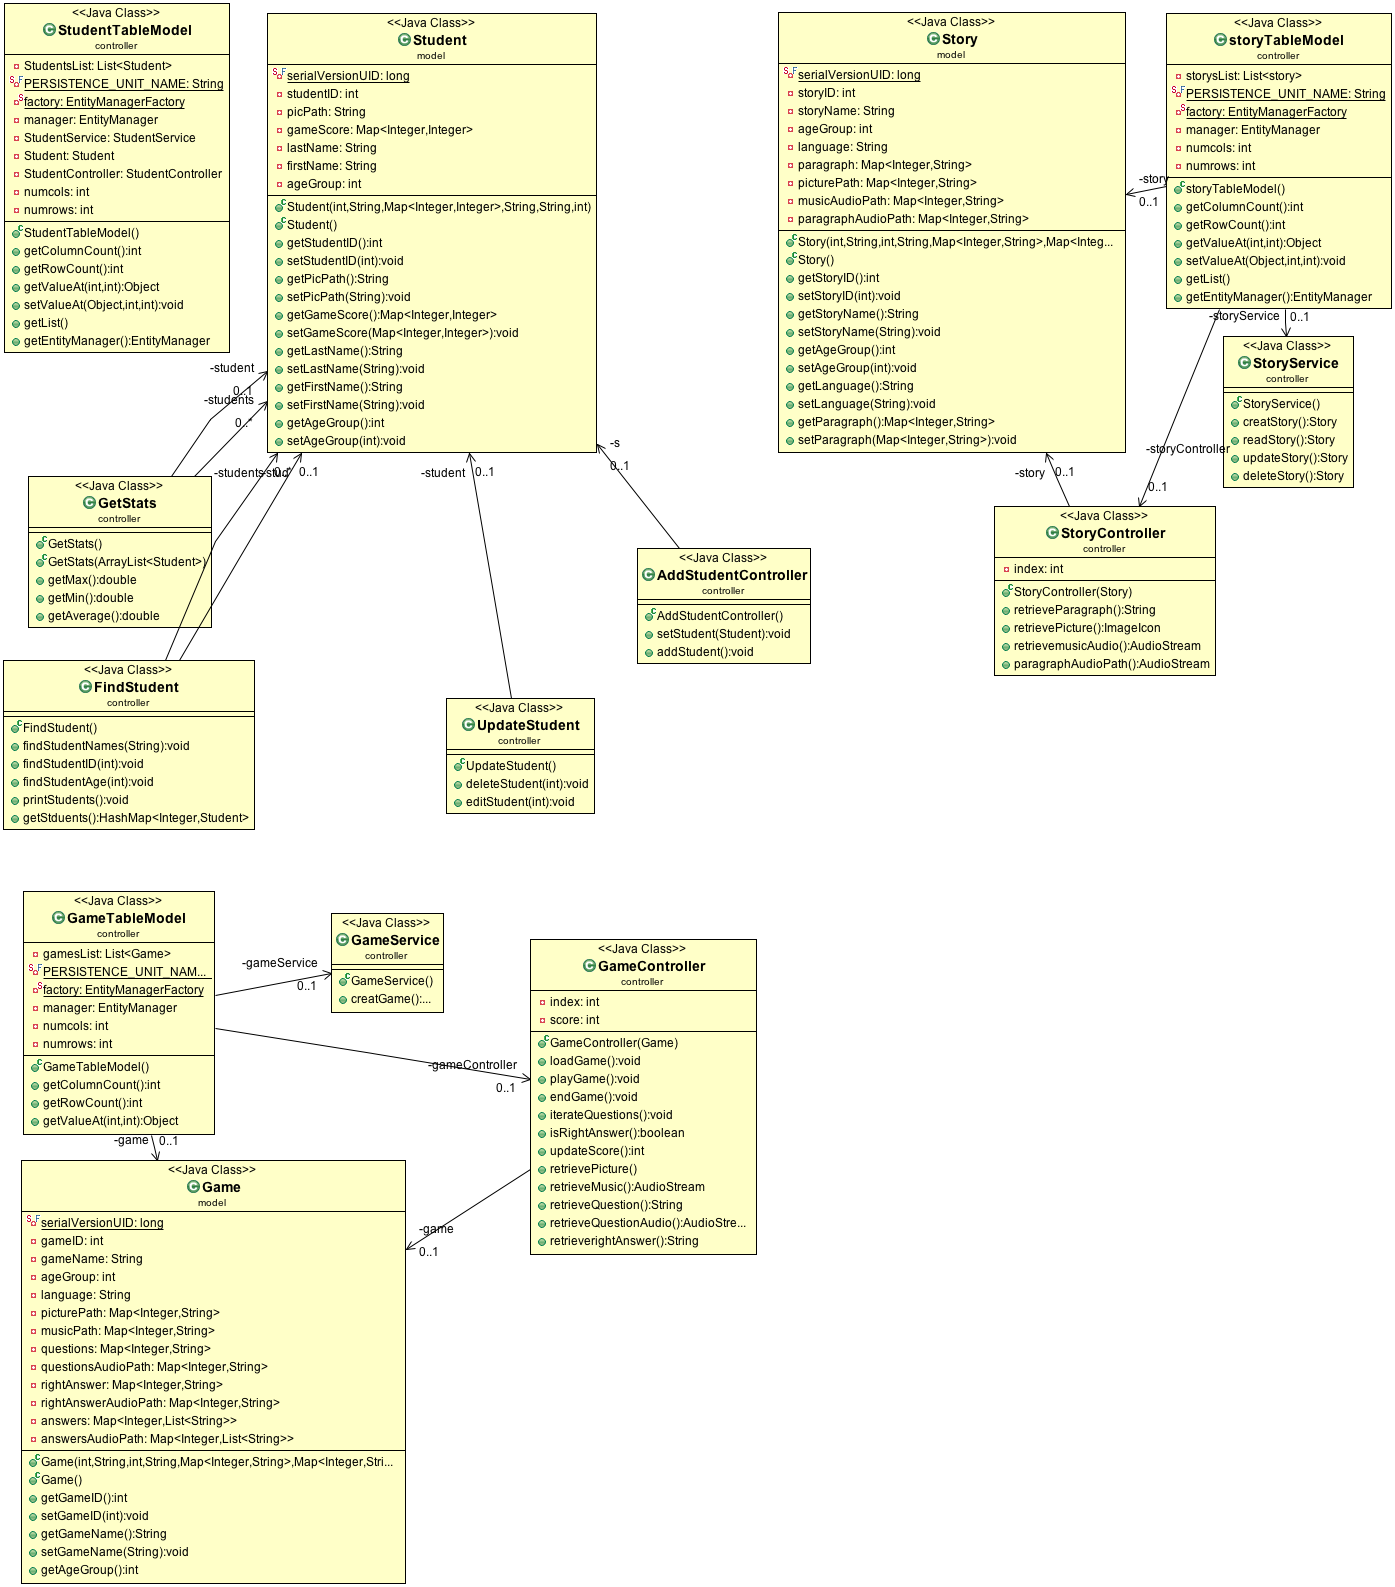 <<Java Class>>
StudentTableModel
controller
StudentsList: List<Student>
PERSISTENCE_UNIT_NAME: String
factory: EntityManagerFactory
manager: EntityManager
StudentService: StudentService
Student: Student
StudentController: StudentController
numcols: int
numrows: int
StudentTableModel()
getColumnCount():int
getRowCount():int
getValueAt(int,int):Object
setValueAt(Object,int,int):void
getList()
getEntityManager():EntityManager
<<Java Class>>
Student
model
serialVersionUID: long
studentID: int
picPath: String
gameScore: Map<Integer,Integer>
lastName: String
firstName: String
ageGroup: int
Student(int,String,Map<Integer,Integer>,String,String,int)
Student()
getStudentID():int
setStudentID(int):void
getPicPath():String
setPicPath(String):void
getGameScore():Map<Integer,Integer>
setGameScore(Map<Integer,Integer>):void
getLastName():String
setLastName(String):void
getFirstName():String
setFirstName(String):void
getAgeGroup():int
setAgeGroup(int):void
<<Java Class>>
Story
model
serialVersionUID: long
storyID: int
storyName: String
ageGroup: int
language: String
paragraph: Map<Integer,String>
picturePath: Map<Integer,String>
musicAudioPath: Map<Integer,String>
paragraphAudioPath: Map<Integer,String>
Story(int,String,int,String,Map<Integer,String>,Map<Integ...
Story()
getStoryID():int
setStoryID(int):void
getStoryName():String
setStoryName(String):void
getAgeGroup():int
setAgeGroup(int):void
getLanguage():String
setLanguage(String):void
getParagraph():Map<Integer,String>
setParagraph(Map<Integer,String>):void
<<Java Class>>
storyTableModel
controller
storysList: List<story>
PERSISTENCE_UNIT_NAME: String
factory: EntityManagerFactory
manager: EntityManager
numcols: int
numrows: int
storyTableModel()
getColumnCount():int
getRowCount():int
getValueAt(int,int):Object
setValueAt(Object,int,int):void
getList()
getEntityManager():EntityManager
-story
0..1
-storyService
0..1
<<Java Class>>
StoryService
controller
StoryService()
creatStory():Story
readStory():Story
updateStory():Story
deleteStory():Story
-storyController
0..1
-story
0..1
<<Java Class>>
StoryController
controller
index: int
StoryController(Story)
retrieveParagraph():String
retrievePicture():ImageIcon
retrievemusicAudio():AudioStream
paragraphAudioPath():AudioStream
-student
0..1
-students
0..*
-students
0..1
-student
0..1
-s
0..1
<<Java Class>>
GetStats
controller
GetStats()
GetStats(ArrayList<Student>)
getMax():double
getMin():double
getAverage():double
<<Java Class>>
AddStudentController
controller
AddStudentController()
setStudent(Student):void
addStudent():void
<<Java Class>>
FindStudent
controller
FindStudent()
findStudentNames(String):void
findStudentID(int):void
findStudentAge(int):void
printStudents():void
getStduents():HashMap<Integer,Student>
<<Java Class>>
UpdateStudent
controller
UpdateStudent()
deleteStudent(int):void
editStudent(int):void
<<Java Class>>
GameTableModel
controller
gamesList: List<Game>
PERSISTENCE_UNIT_NAM...
factory: EntityManagerFactory
manager: EntityManager
numcols: int
numrows: int
GameTableModel()
getColumnCount():int
getRowCount():int
getValueAt(int,int):Object
-gameService
0..1
<<Java Class>>
GameService
controller
GameService()
creatGame():...
-gameController
0..1
<<Java Class>>
GameController
controller
index: int
score: int
GameController(Game)
loadGame():void
playGame():void
endGame():void
iterateQuestions():void
isRightAnswer():boolean
updateScore():int
retrievePicture()
retrieveMusic():AudioStream
retrieveQuestion():String
retrieveQuestionAudio():AudioStre...
retrieverightAnswer():String
-game
0..1
-game
0..1
<<Java Class>>
Game
model
serialVersionUID: long
gameID: int
gameName: String
ageGroup: int
language: String
picturePath: Map<Integer,String>
musicPath: Map<Integer,String>
questions: Map<Integer,String>
questionsAudioPath: Map<Integer,String>
rightAnswer: Map<Integer,String>
rightAnswerAudioPath: Map<Integer,String>
answers: Map<Integer,List<String>>
answersAudioPath: Map<Integer,List<String>>
Game(int,String,int,String,Map<Integer,String>,Map<Integer,Stri...
Game()
getGameID():int
setGameID(int):void
getGameName():String
setGameName(String):void
getAgeGroup():int